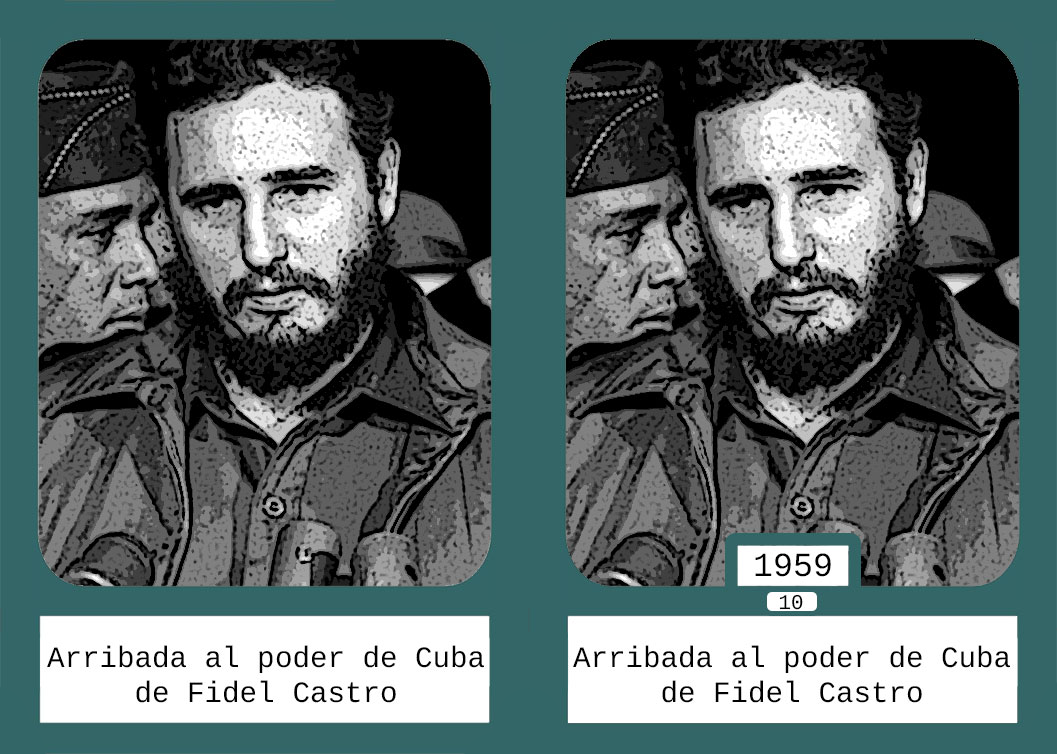 Arribada al poder de Cuba
de Fidel Castro
1959
10
Arribada al poder de Cuba
de Fidel Castro